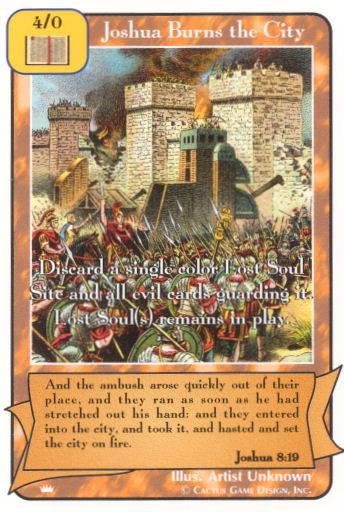 4/0
Joshua Burns the City
Discard a single color Lost Soul
Site and all evil cards guarding it.
Lost Soul(s) remains in play.
And the ambush arose quickly out of their
place, and they ran as soon as he had
stretched out his hand: and they entered
into the city, and took it, and hasted and set
the city on fire.
Joshua 8:19
Illus. Artist Unknown
© Cactus Game Design, Inc.